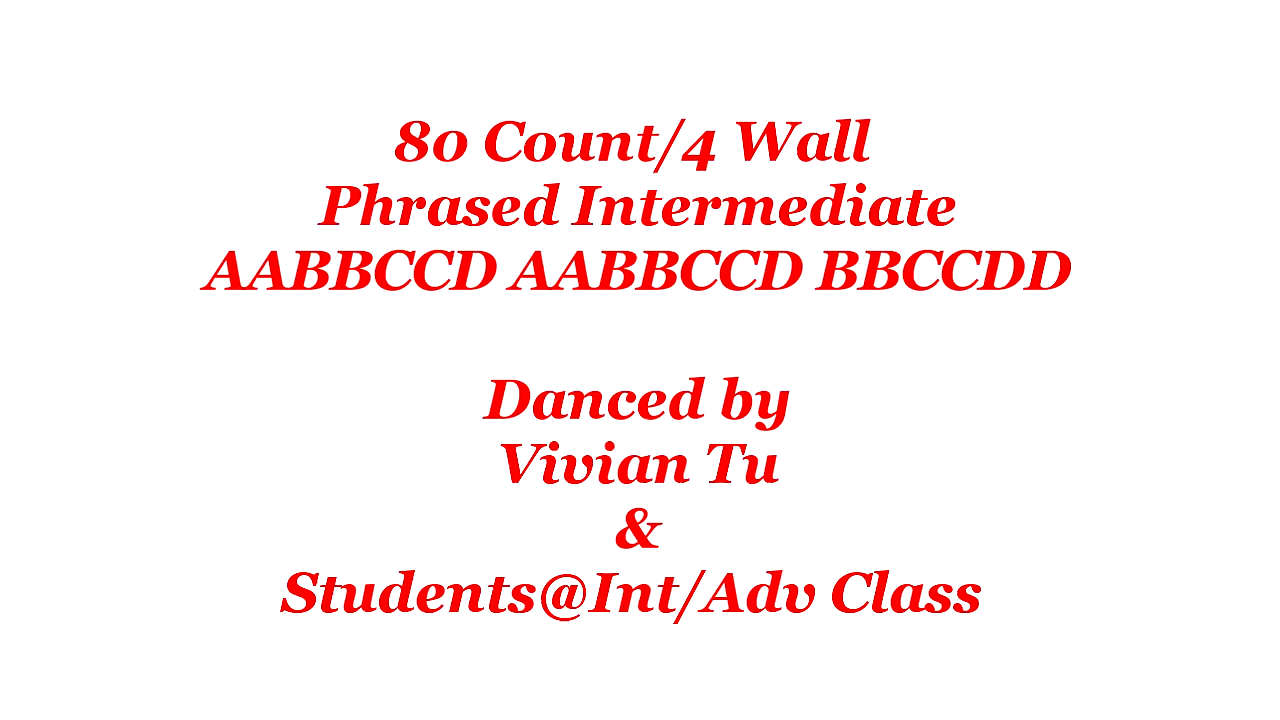 80 Count/4 Wall
Phrased Intermediate
AABBCCD AABBCCD BBCCDD
Danced by
Vivian Tu
&
Students@Int/Adv Class